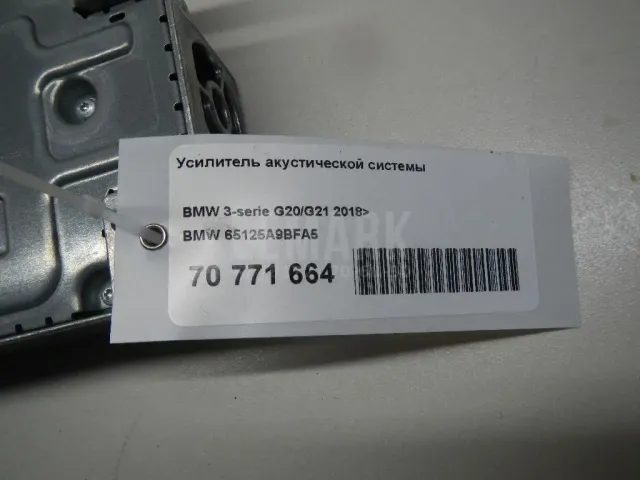 Усилитель акустической системы
BMW 3-serie G20/G21 2018>
BMW 65125A9BFA5
70 771 664